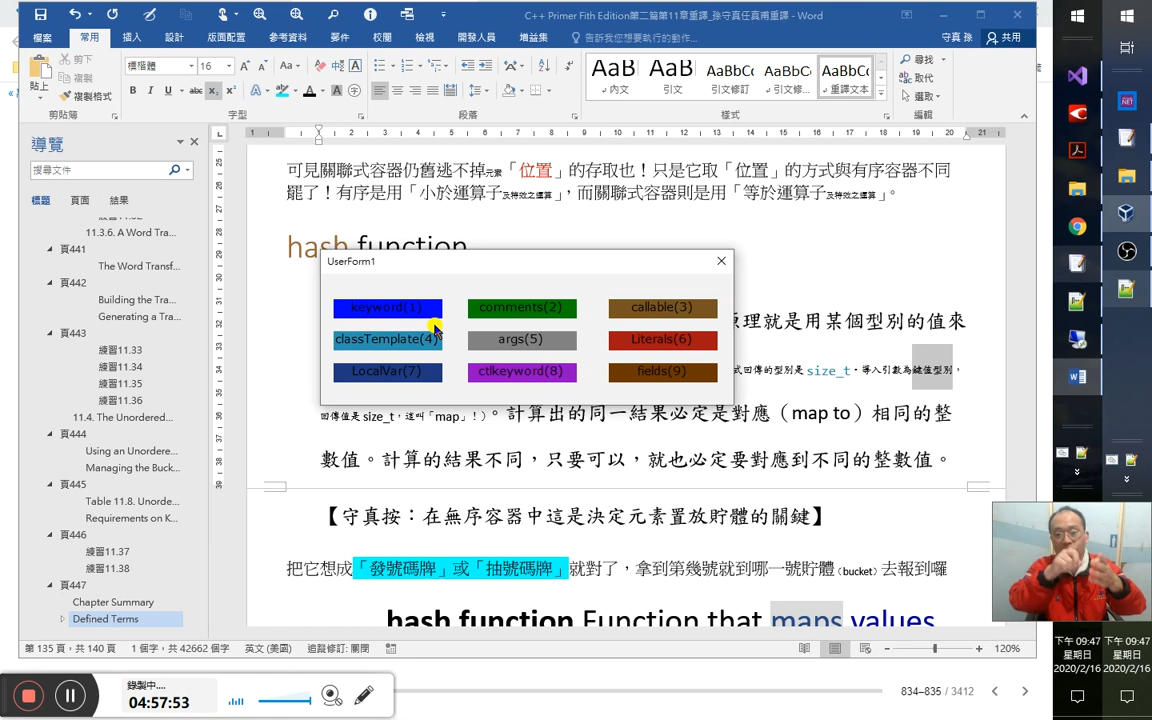 C++ Primer Fith Edition第二篇第11章重譯_孫守真任真甫重譯 - Word
檔案 常用 插入 設計 版面配置 參考資料 郵件 校閱 檢視 開發人員 增益集 告訴我您想要執行的動作... 守真 孫 共用
貼上 剪下 複製 複製格式 剪貼簿
標楷體 16 字型
段落
AaB AaB AaBbCc AaBbCc AaBbCc
內文 引文 引文修訂 引文修... 重譯文本
樣式
尋找 取代 選取 編輯
導覽
搜尋文件
標題 頁面 結果
11.3.6. A Word Tra...
頁441
The Word Transf...
頁442
Building the Tra...
Generating a Tra...
頁443
練習11.33
練習11.34
練習11.35
練習11.36
11.4. The Unordered...
頁444
Using an Unordere...
Managing the Buck...
頁445
Table 11.8. Unorde...
Requirements on K...
頁446
練習11.37
練習11.38
頁447
Chapter Summary
Defined Terms
可見關聯式容器仍舊逃不掉元素「位置」的存取也！只是它取「位置」的方式與有序容器不同
罷了！有序是用「小於運算子及特效之運算」，而關聯式容器則是用「等於運算子及特效之運算」。
hash function
UserForm1
keyword(1) comments(2) callable(3)
classTemplate(4) args(5) Literals(6)
LocalVar(7) ctlkeyword(8) fields(9)
原理就是用某個型別的值來
式回傳的型別是 size_t，導入引數為鍵值型別，
回傳值是 size_t，這叫「map」！）。計算出的同一結果必定是對應（map to）相同的整
數值。計算的結果不同，只要可以，就也必定要對應到不同的整數值。
【守真按：在無序容器中這是決定元素置放貯體的關鍵】
把它想成「發號碼牌」或「抽號碼牌」就對了，拿到第幾號就到哪一號貯體（bucket）去報到囉
hash function Function that maps values
第 135 頁，共 140 頁 1 個字，共 42662 個字 英文 (美國) 追蹤修訂: 關閉 120%
錄製中....
04:57:53
834–835 / 3412
下午 09:47 下午 09:47
星期日 星期日
2020/2/16 2020/2/16